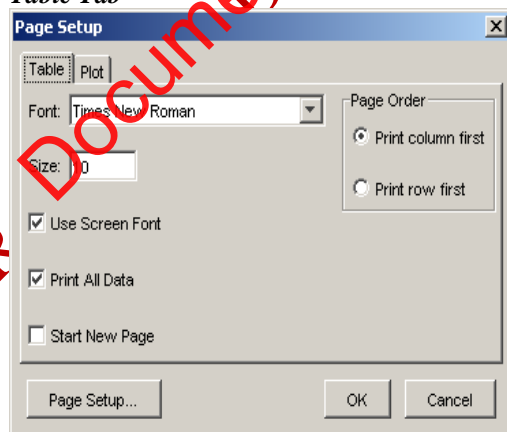 Table Tab
Page Setup
Table Plot
Font: Times New Roman
Size: 10
Use Screen Font
Print All Data
Start New Page
Page Order
Print column first
Print row first
Page Setup...
OK Cancel